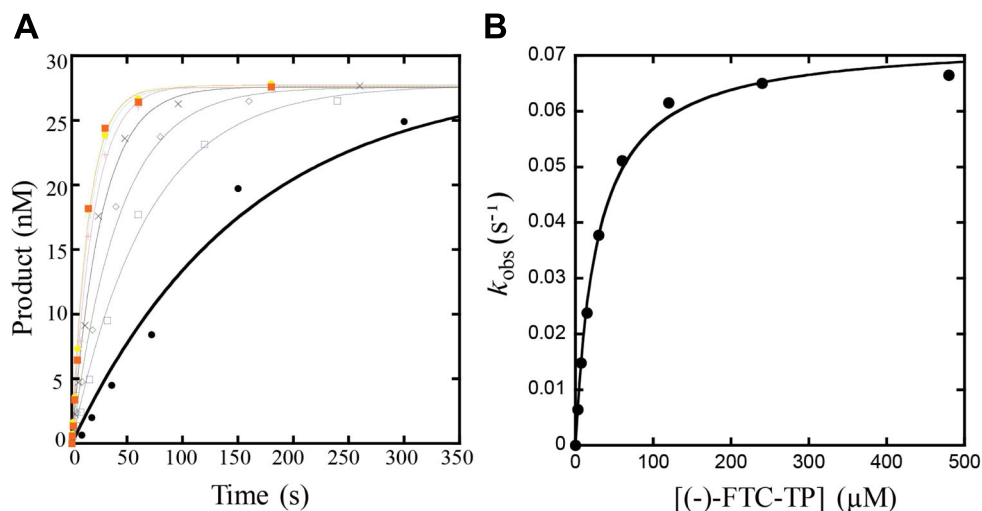 A
30
25
20
15
10
5
0
Product (nM)
0 50 100 150 200 250 300 350
Time (s)
B
0.07
0.06
0.05
0.04
0.03
0.02
0.01
0
kobs (s⁻¹)
0 100 200 300 400 500
[(-)-FTC-TP] (μM)